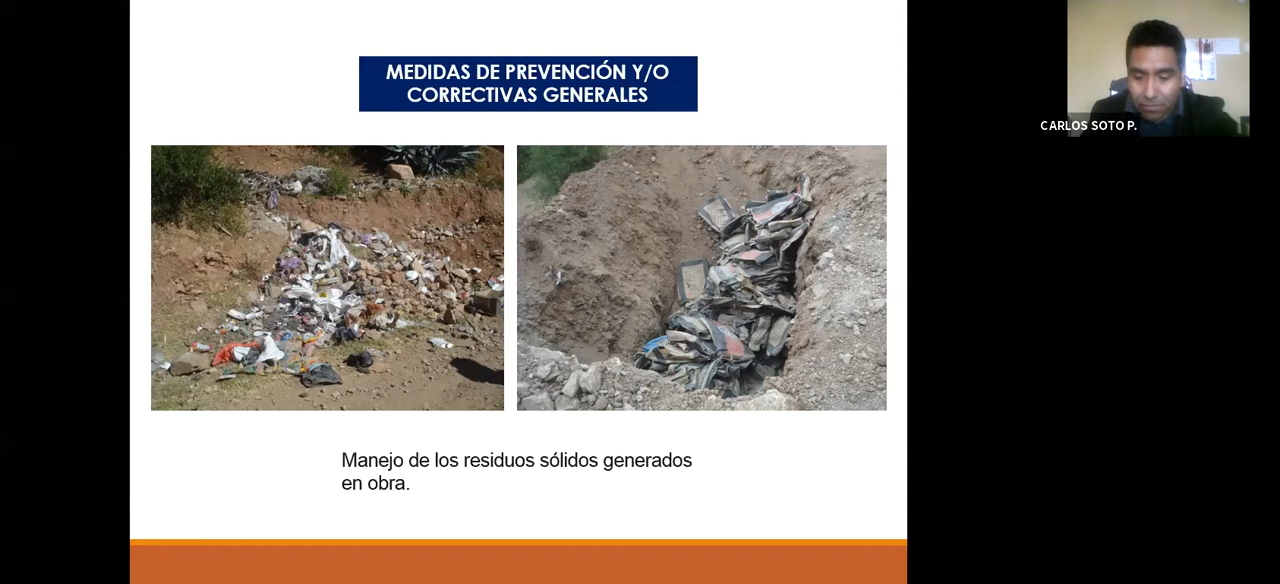 MEDIDAS DE PREVENCIÓN Y/O
CORRECTIVAS GENERALES
CARLOS SOTO P.
Manejo de los residuos sólidos generados
en obra.